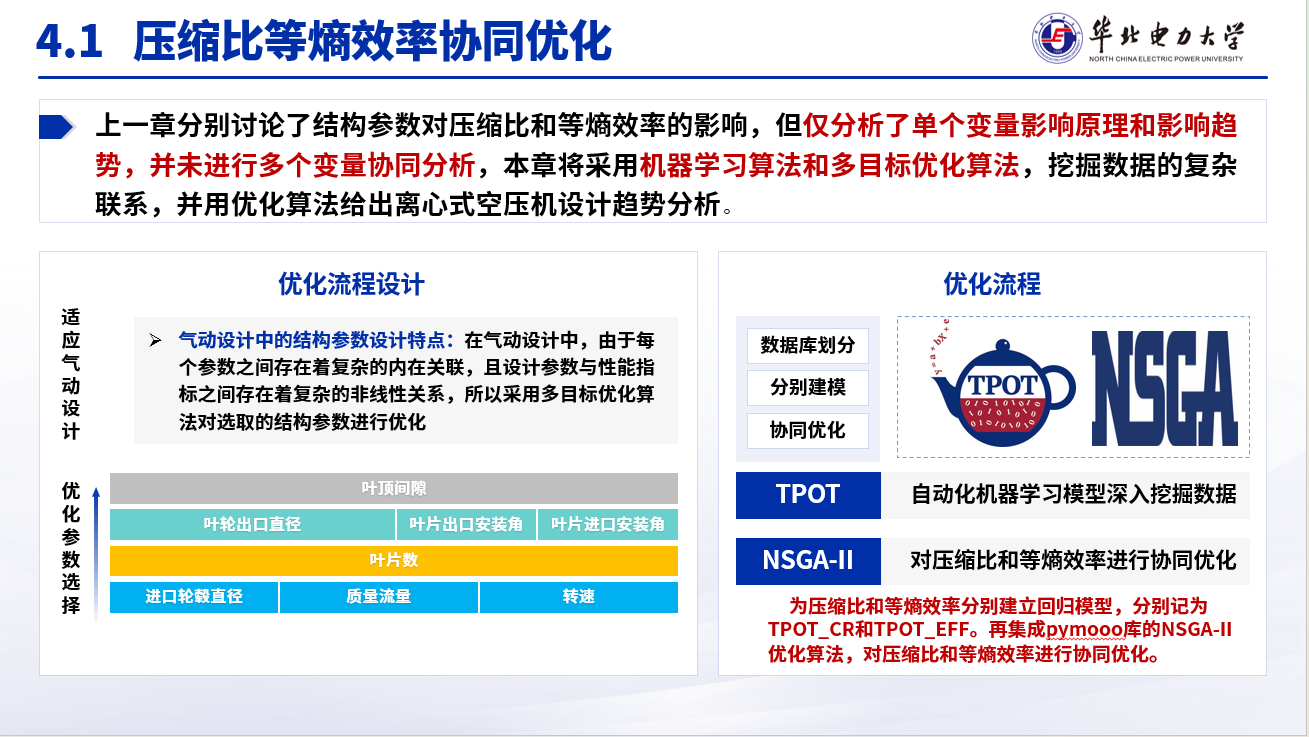 4.1 压缩比等熵效率协同优化
华北电力大学
NORTH CHINA ELECTRIC POWER UNIVERSITY
上一章分别讨论了结构参数对压缩比和等熵效率的影响，但仅分析了单个变量影响原理和影响趋
势，并未进行多个变量协同分析，本章将采用机器学习算法和多目标优化算法，挖掘数据的复杂
联系，并用优化算法给出离心式空压机设计趋势分析。
优化流程设计
适应气动设计
气动设计中的结构参数设计特点：在气动设计中，由于每
个参数之间存在着复杂的内在关联，且设计参数与性能指
标之间存在着复杂的非线性关系，所以采用多目标优化算
法对选取的结构参数进行优化
优化参数选择
叶顶间隙
叶轮出口直径 叶片出口安装角 叶片进口安装角
叶片数
进口轮毂直径 质量流量 转速
优化流程
数据库划分
分别建模
协同优化
y=a+bx+e
TPOT
NSGA
TPOT 自动化机器学习模型深入挖掘数据
NSGA-II 对压缩比和等熵效率进行协同优化
为压缩比和等熵效率分别建立回归模型，分别记为
TPOT_CR和TPOT_EFF。再集成pymooo库的NSGA-II
优化算法，对压缩比和等熵效率进行协同优化。